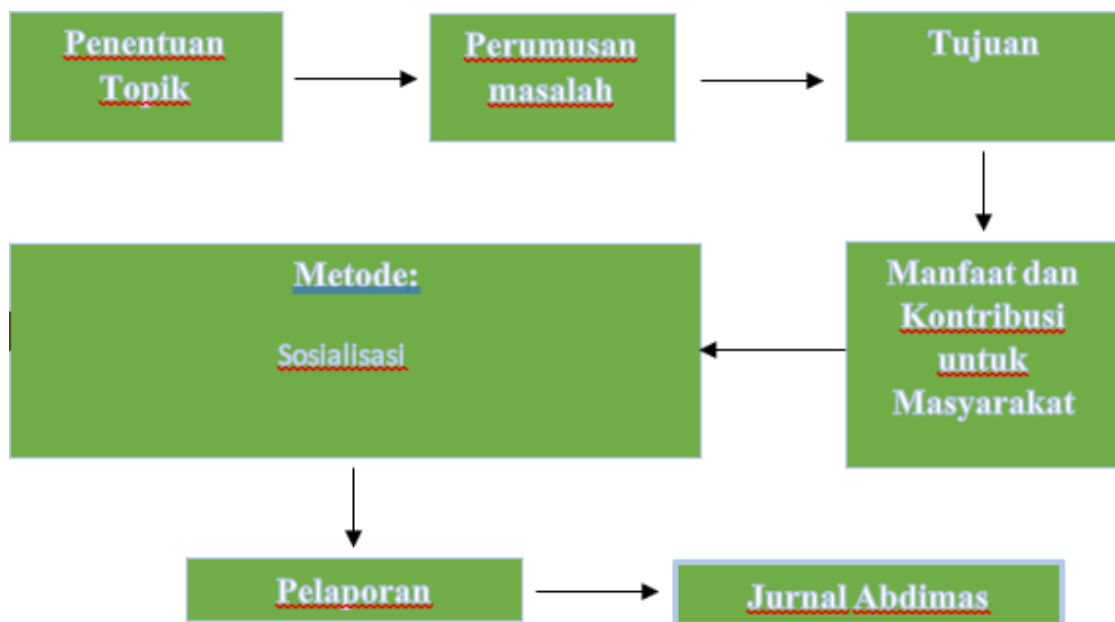 Penentuan
Topik
Perumusan
masalah
Tujuan
Manfaat dan
Kontribusi
untuk
Masyarakat
Metode:
Sosialisasi
Pelaporan
Jurnal Abdimas